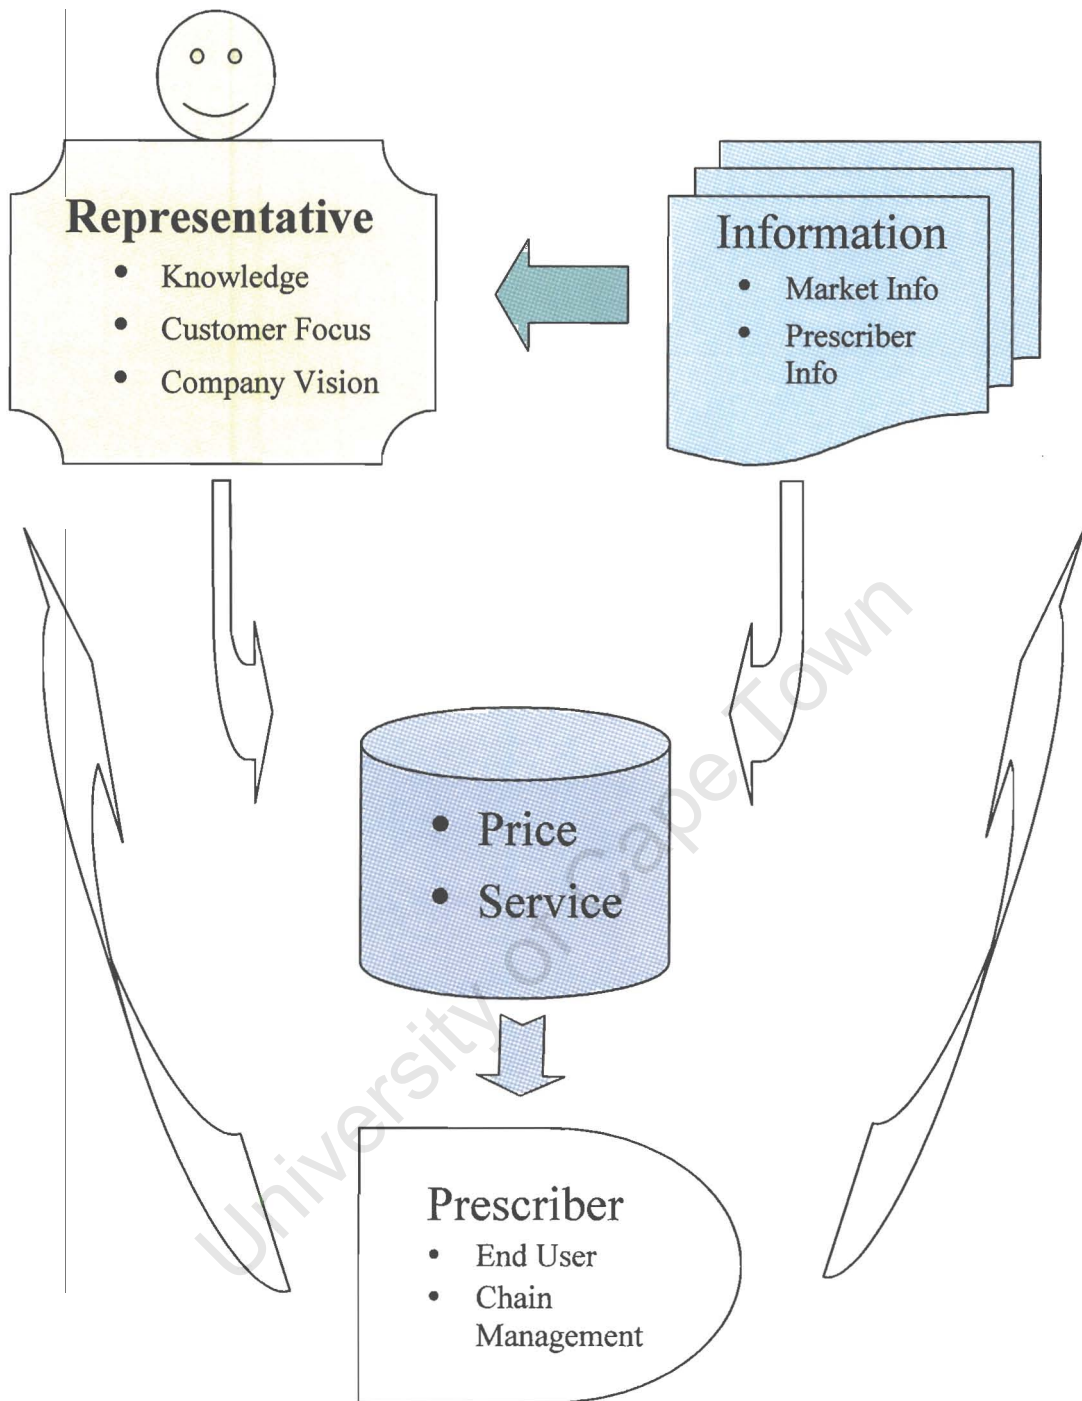 Representative
• Knowledge
• Customer Focus
• Company Vision
Information
• Market Info
• Prescriber
Info
• Price
• Service
Prescriber
• End User
• Chain
Management
University of Cape Town